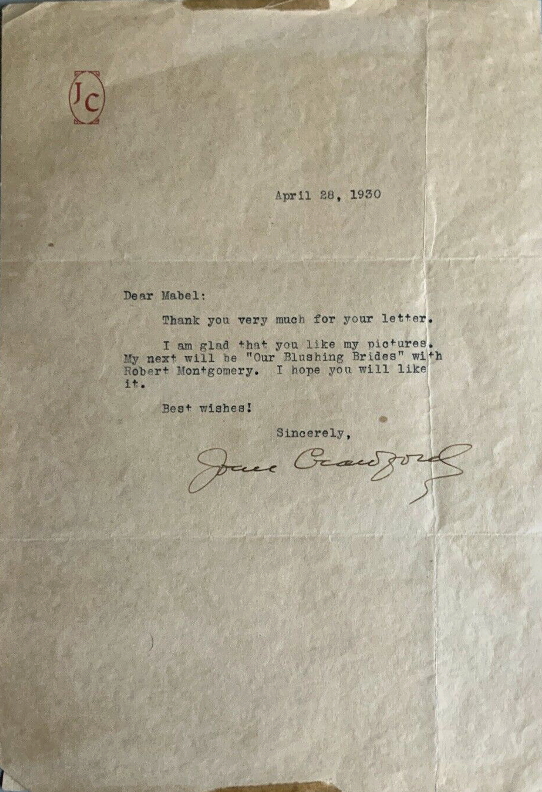 JC
April 28, 1930
Dear Mabel:
Thank you very much for your letter.
I am glad that you like my pictures.
My next will be "Our Blushing Brides" with
Robert Montgomery. I hope you will like
it.
Best wishes!
Sincerely,
Joan Crawford